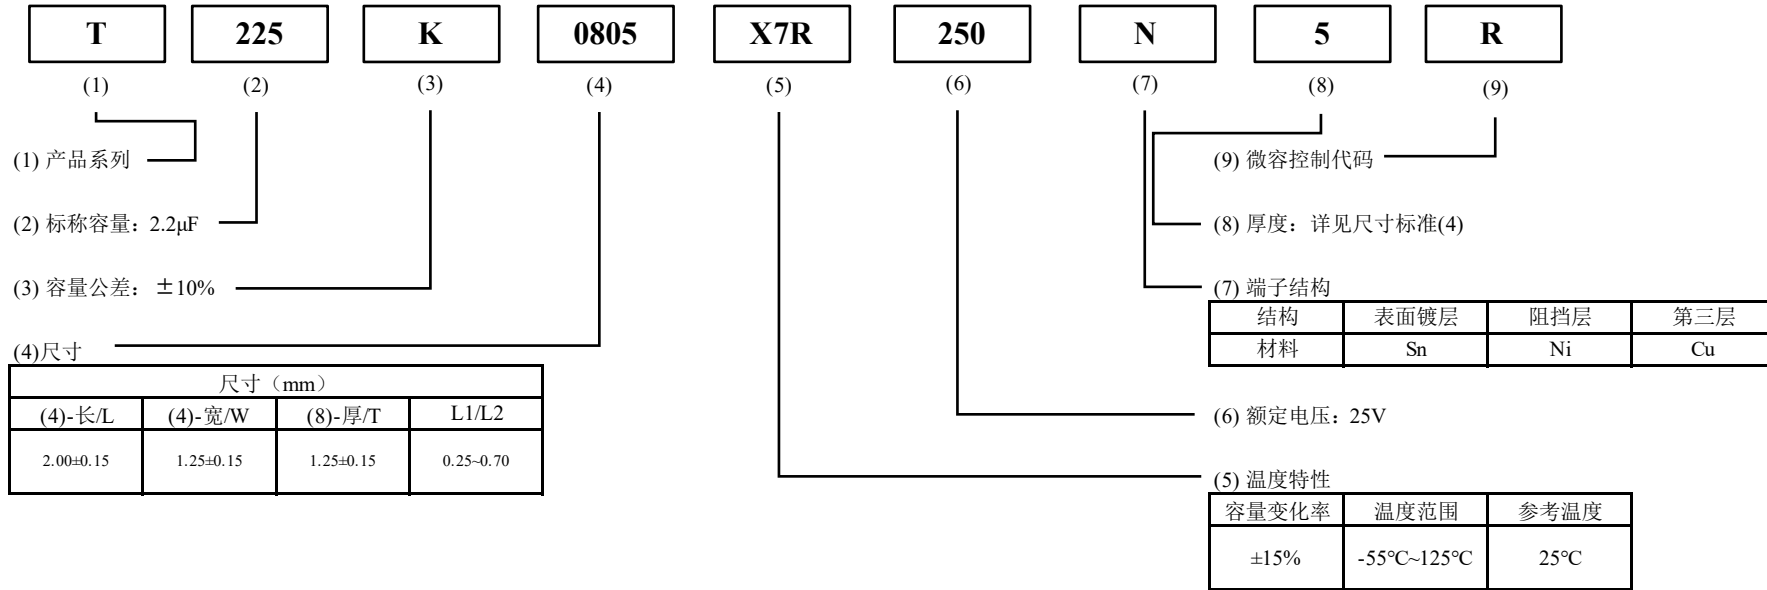 T 225 K 0805 X7R 250 N 5 R
(1) (2) (3) (4) (5) (6) (7) (8) (9)
(1) 产品系列
(2) 标称容量：2.2μF
(3) 容量公差：±10%
(4)尺寸
尺寸（mm）
(4)-长/L (4)-宽/W (8)-厚/T L1/L2
2.00±0.15 1.25±0.15 1.25±0.15 0.25~0.70
(9) 微容控制代码
(8) 厚度：详见尺寸标准(4)
(7) 端子结构
结构 表面镀层 阻挡层 第三层
材料 Sn Ni Cu
(6) 额定电压：25V
(5) 温度特性
容量变化率 温度范围 参考温度
±15% -55℃~125℃ 25℃